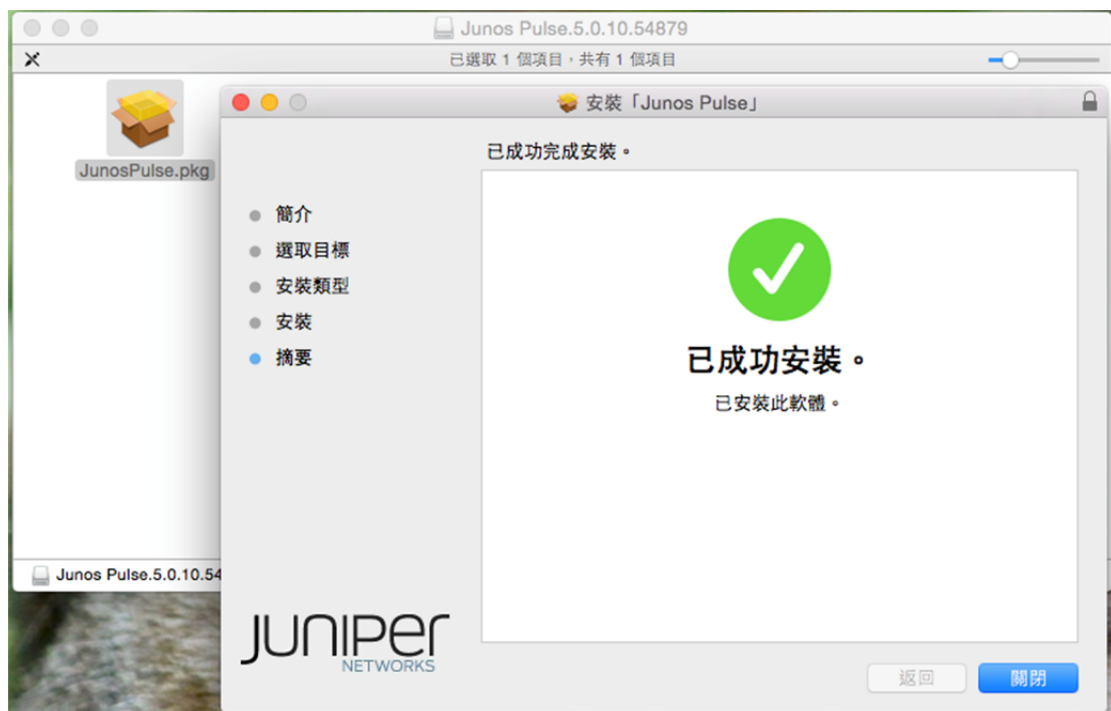 Junos Pulse.5.0.10.54879
已選取 1 個項目，共有 1 個項目
JunosPulse.pkg
安裝「Junos Pulse」
已成功完成安裝。
簡介
選取目標
安裝類型
安裝
摘要
已成功安裝。
已安裝此軟體。
Junos Pulse.5.0.10.54
JUNIPer
NETWORKS
返回
關閉